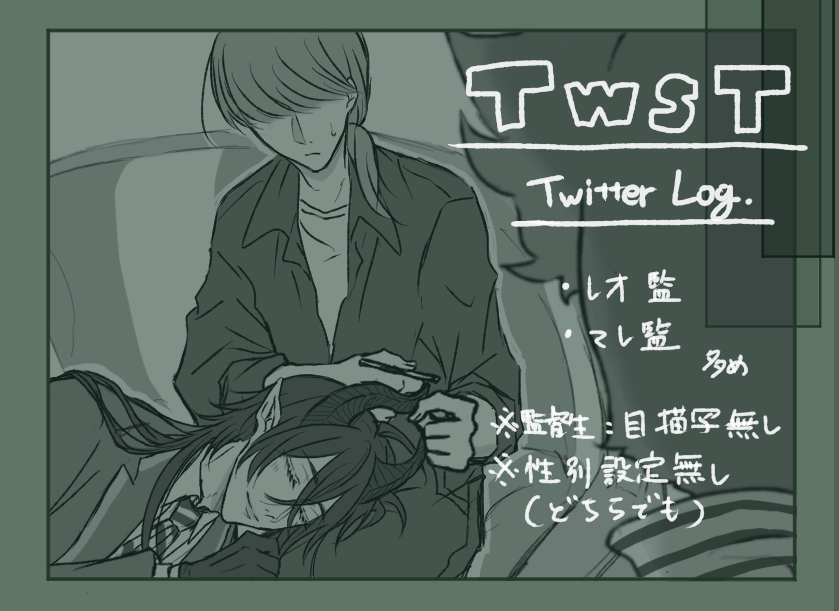 TWST
Twitter Log.
・レオ監
・マレ監
多め
※監督生：目描写無し
※性別設定無し
（どちらでも）